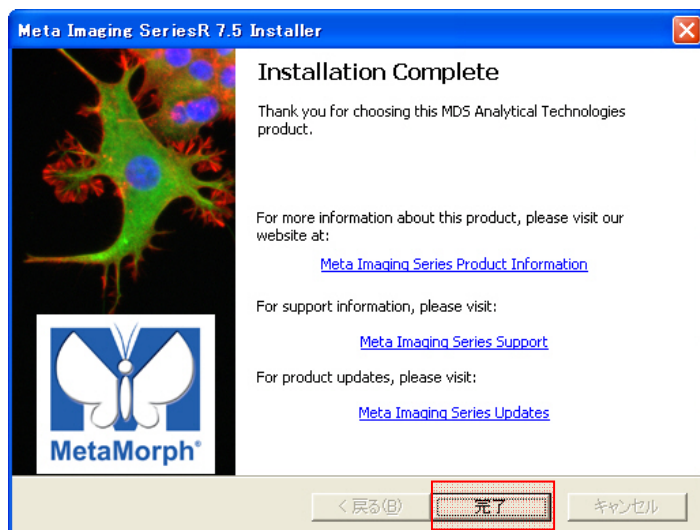 Meta Imaging SeriesR 7.5 Installer
Installation Complete
Thank you for choosing this MDS Analytical Technologies
product.
For more information about this product, please visit our
website at:
Meta Imaging Series Product Information
For support information, please visit:
Meta Imaging Series Support
For product updates, please visit:
Meta Imaging Series Updates
MetaMorph®
< 戻る(B)
完了
キャンセル